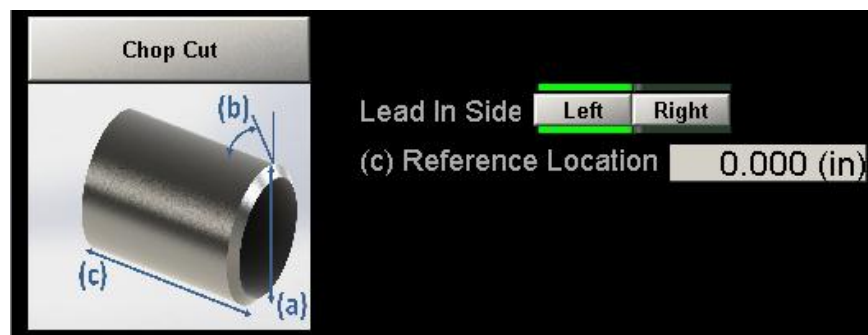 Chop Cut
(b)
(c)
(a)
Lead In Side Left Right
(c) Reference Location 0.000 (in)